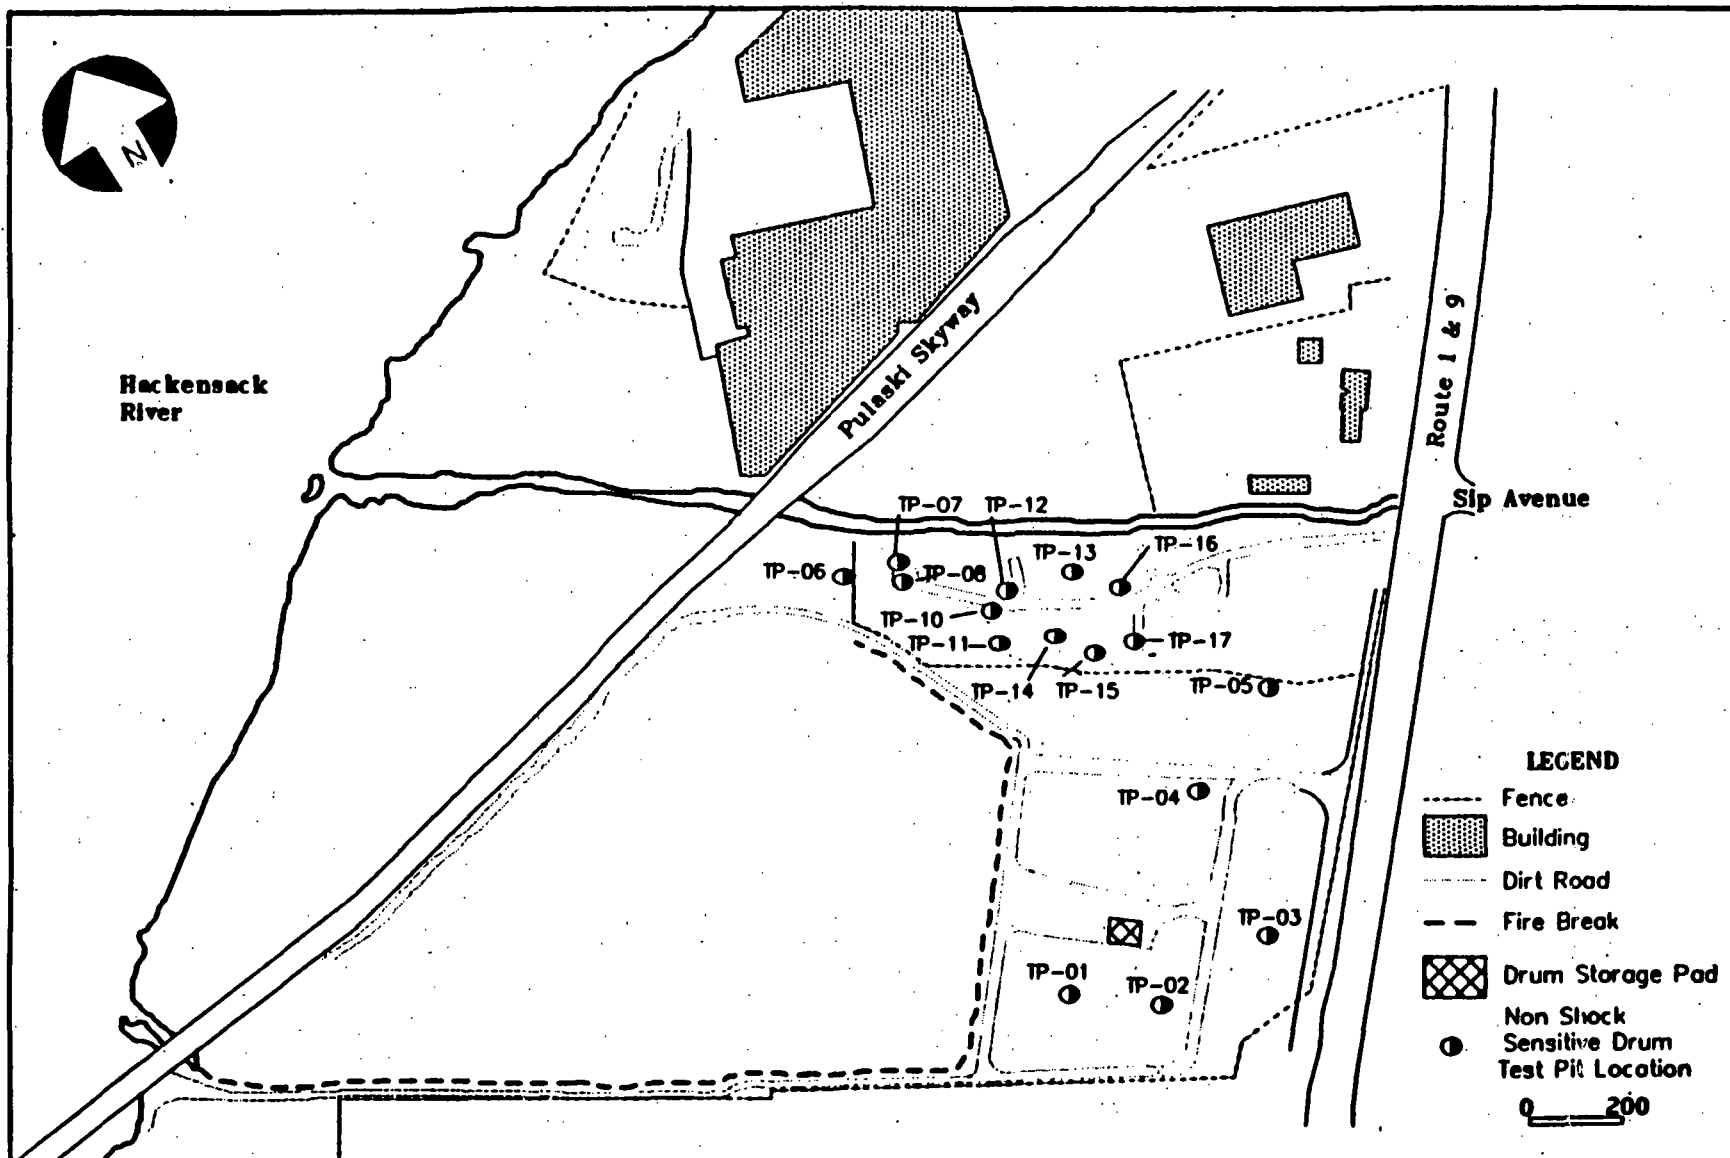 N
Hackensack
River
Pulaski Skyway
Route 1 & 9
Sip Avenue
TP-07
TP-12
TP-13
TP-16
TP-06
TP-08
TP-10
TP-11
TP-17
TP-14
TP-15
TP-05
TP-04
TP-03
TP-01
TP-02
LEGEND
Fence
Building
Dirt Road
Fire Break
Drum Storage Pad
Non Shock
Sensitive Drum
Test Pit Location
0 200